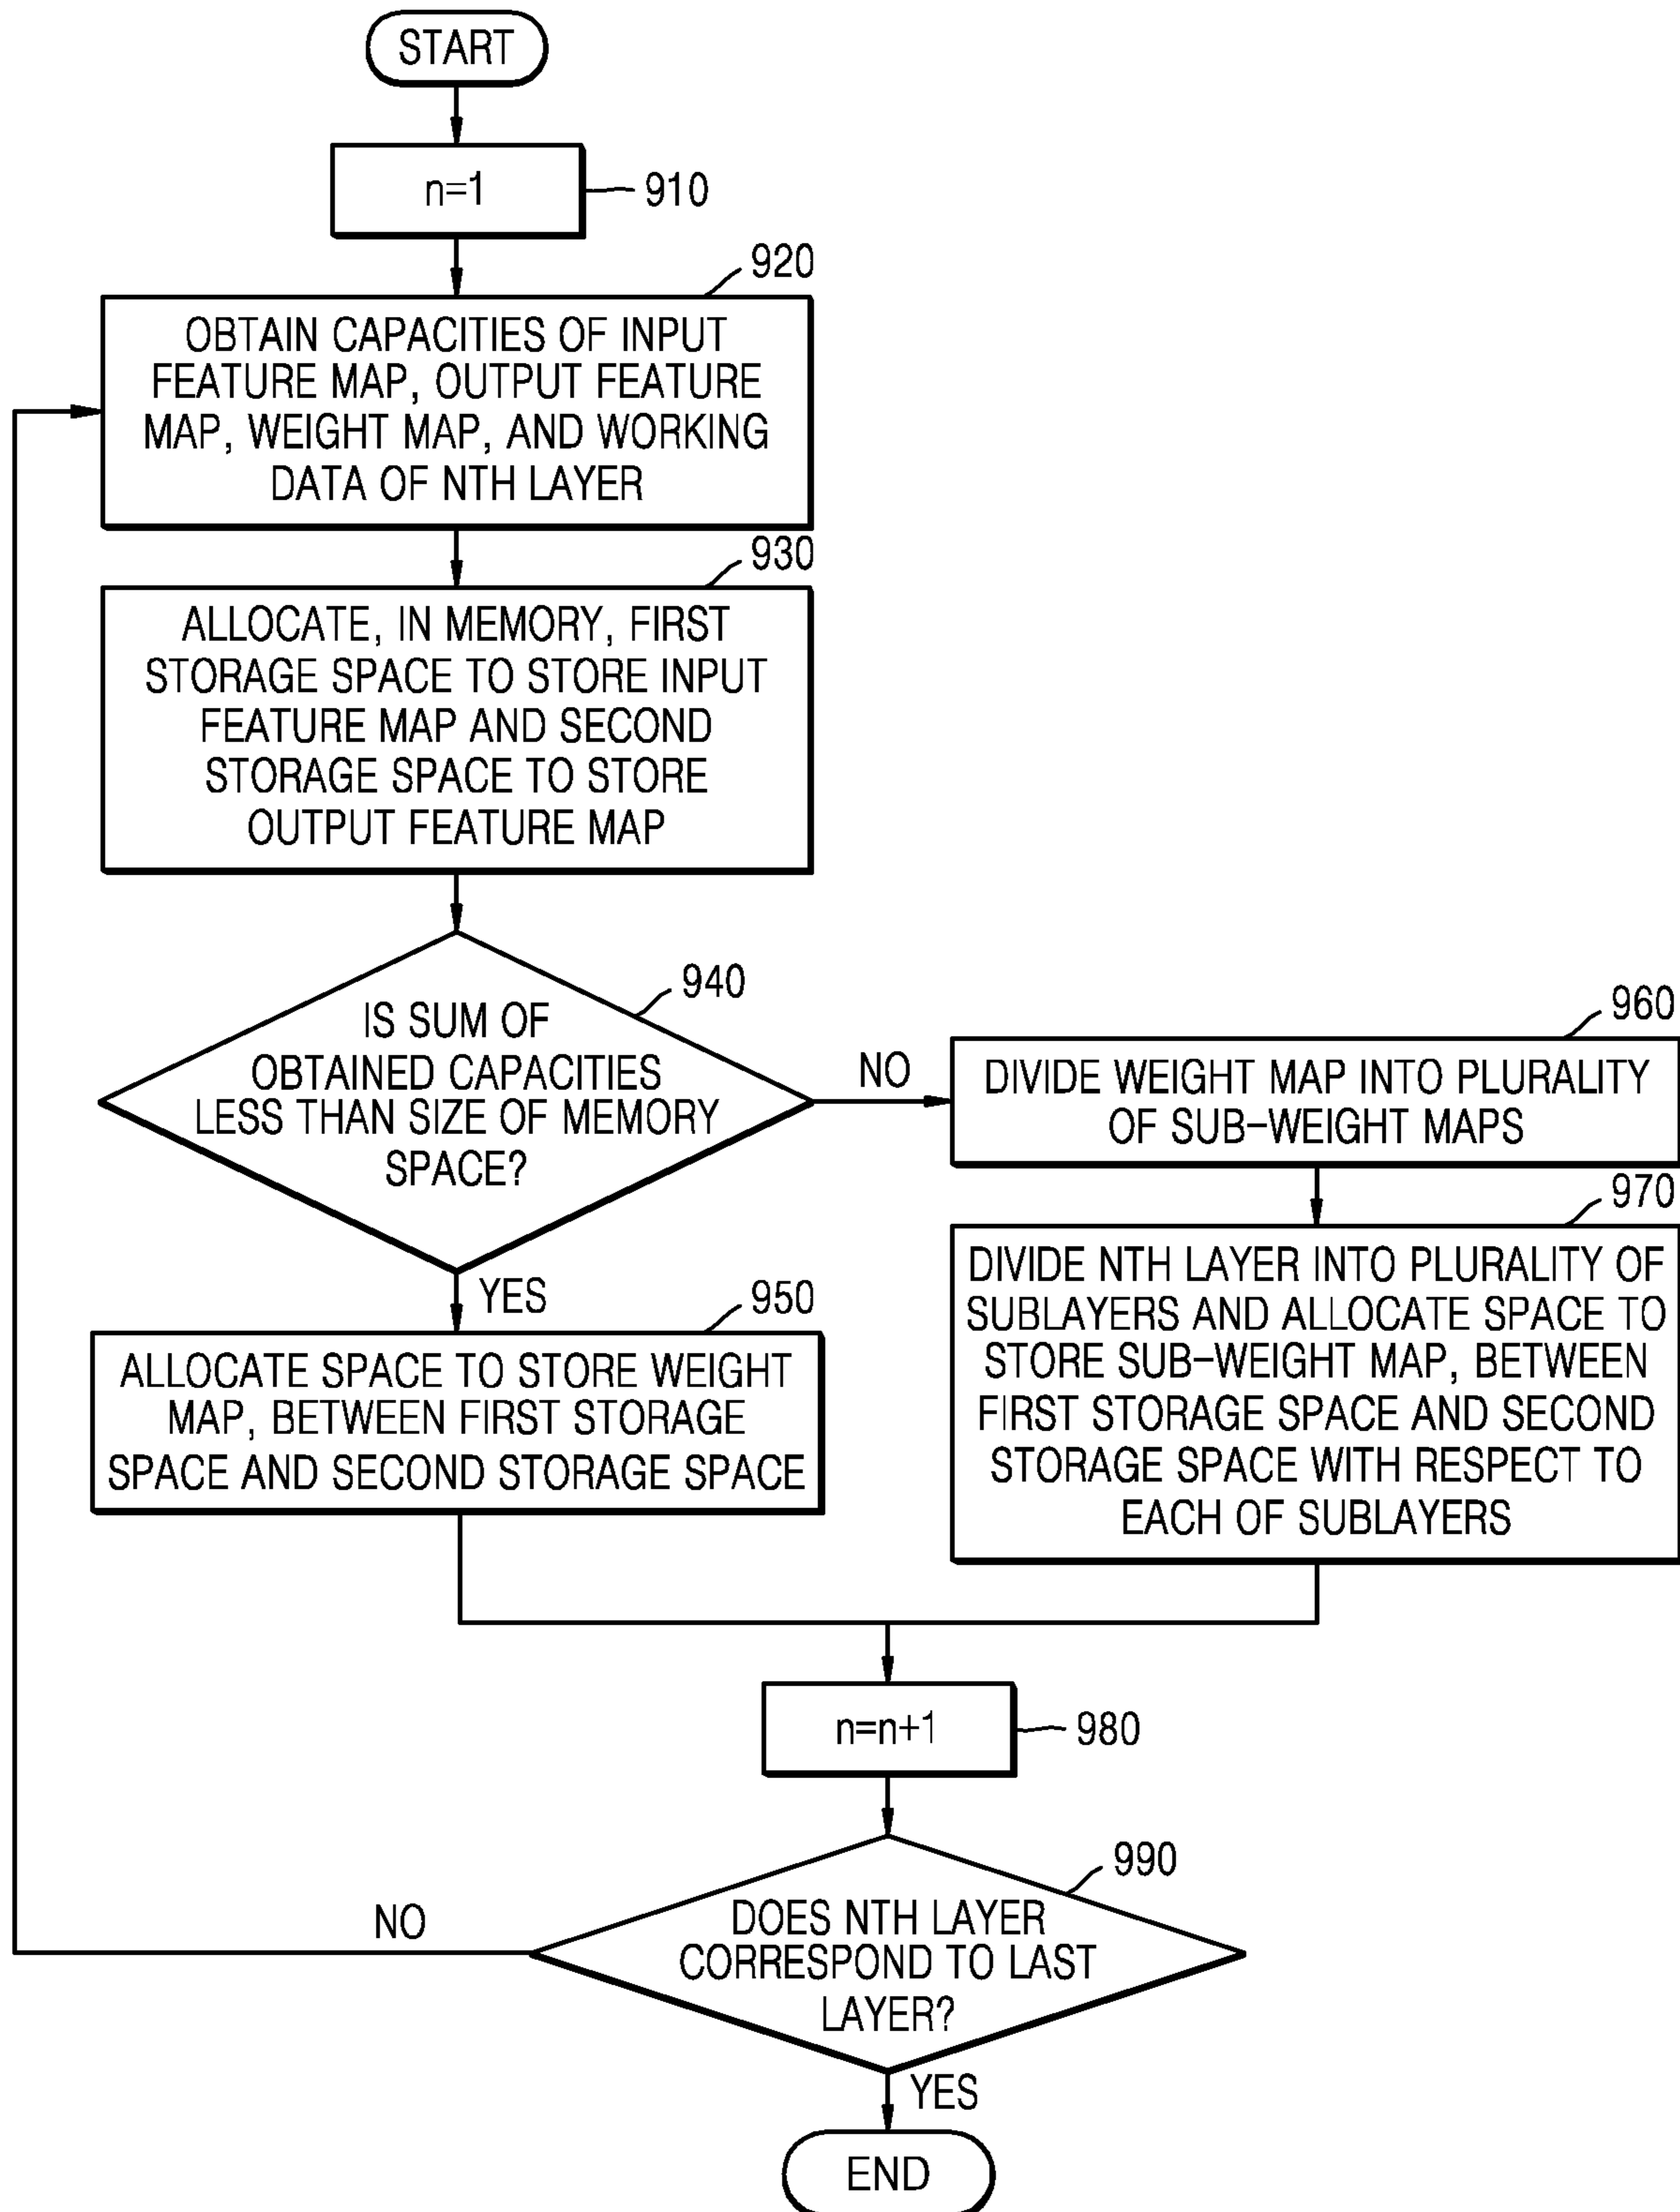 START
n=1
910
920
OBTAIN CAPACITIES OF INPUT
FEATURE MAP, OUTPUT FEATURE
MAP, WEIGHT MAP, AND WORKING
DATA OF NTH LAYER
930
ALLOCATE, IN MEMORY, FIRST
STORAGE SPACE TO STORE INPUT
FEATURE MAP AND SECOND
STORAGE SPACE TO STORE
OUTPUT FEATURE MAP
940
IS SUM OF
OBTAINED CAPACITIES
LESS THAN SIZE OF MEMORY
SPACE?
NO
960
DIVIDE WEIGHT MAP INTO PLURALITY
OF SUB-WEIGHT MAPS
970
DIVIDE NTH LAYER INTO PLURALITY OF
SUBLAYERS AND ALLOCATE SPACE TO
STORE SUB-WEIGHT MAP, BETWEEN
FIRST STORAGE SPACE AND SECOND
STORAGE SPACE WITH RESPECT TO
EACH OF SUBLAYERS
YES
950
ALLOCATE SPACE TO STORE WEIGHT
MAP, BETWEEN FIRST STORAGE
SPACE AND SECOND STORAGE SPACE
n=n+1
980
990
DOES NTH LAYER
CORRESPOND TO LAST
LAYER?
NO
YES
END